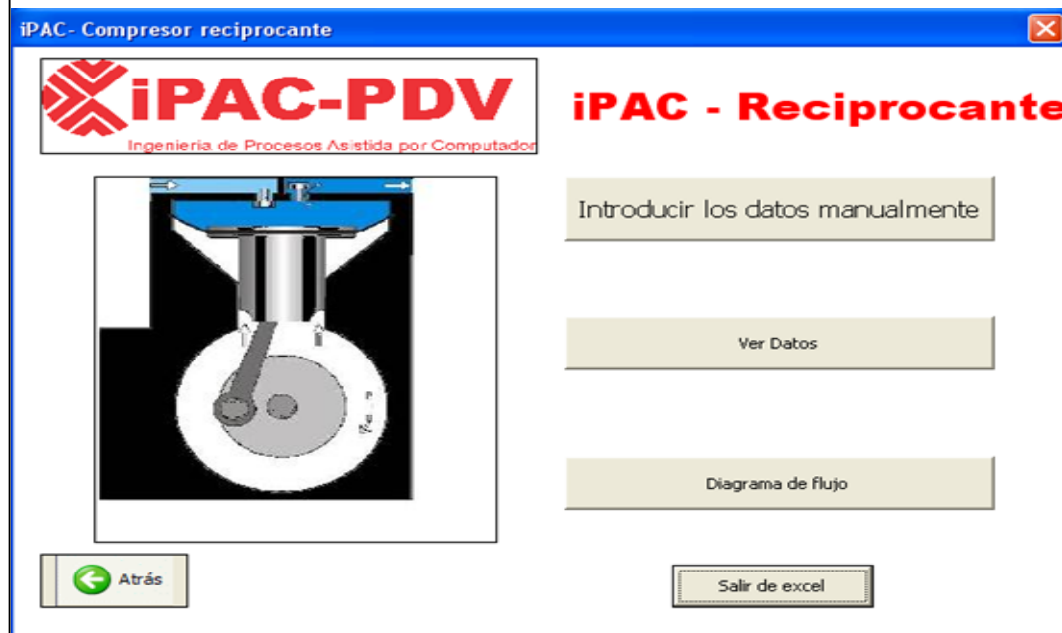 iPAC- Compresor reciprocante
iPAC-PDV
Ingenieria de Procesos Asistida por Computador
iPAC - Reciprocante
Introducir los datos manualmente
Ver Datos
Diagrama de flujo
Atrás
Salir de excel